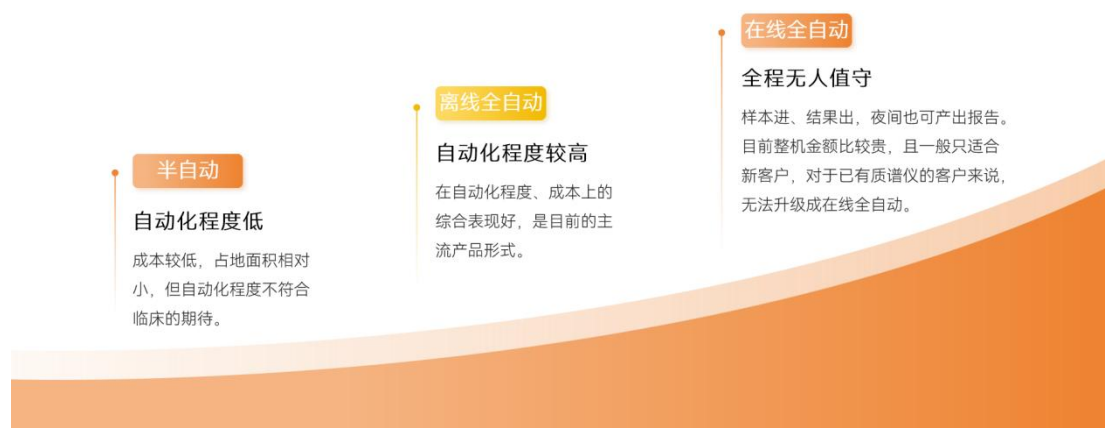 半自动
自动化程度低
成本较低，占地面积相对
小，但自动化程度不符合
临床的期待。
离线全自动
自动化程度较高
在自动化程度、成本上的
综合表现好，是目前的主
流产品形式。
在线全自动
全程无人值守
样本进、结果出，夜间也可产出报告。
目前整机金额比较贵，且一般只适合
新客户，对于已有质谱仪的客户来说，
无法升级成在线全自动。